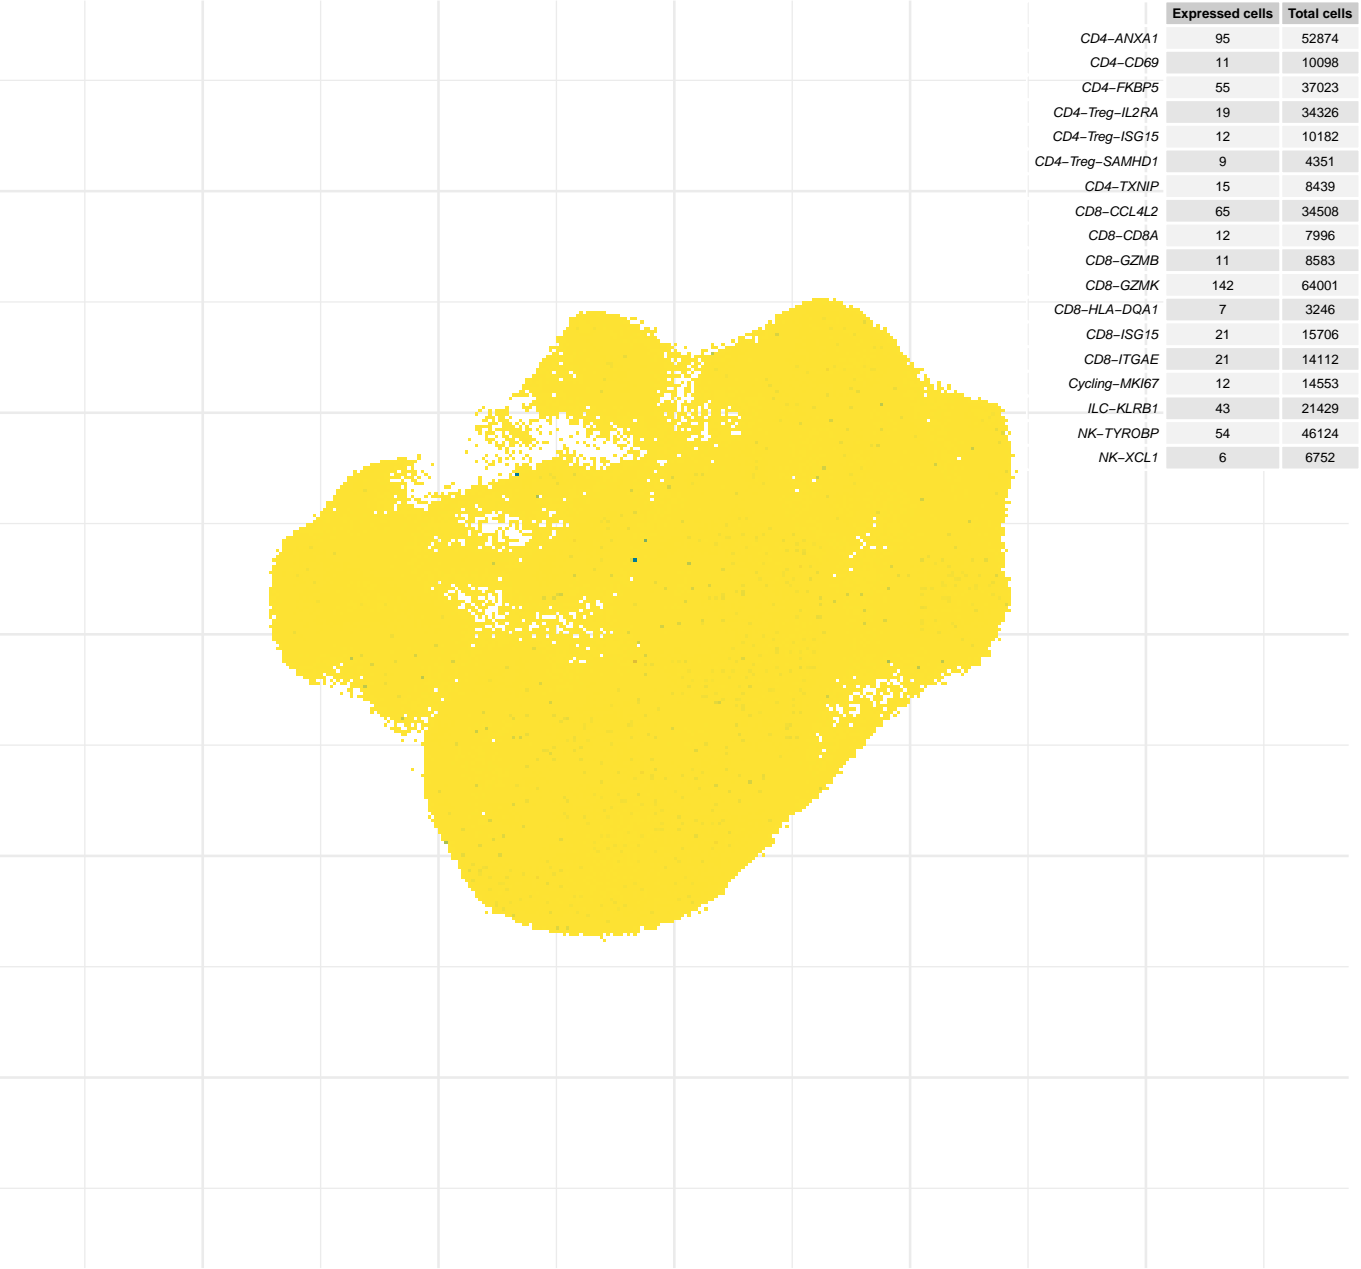 Expressed cells Total cells
CD4−ANXA1 95 52874
CD4−CD69 11 10098
CD4−FKBP5 55 37023
CD4−Treg−IL2RA 19 34326
CD4−Treg−ISG15 12 10182
CD4−Treg−SAMHD1 9 4351
CD4−TXNIP 15 8439
CD8−CCL4L2 65 34508
CD8−CD8A 12 7996
CD8−GZMB 11 8583
CD8−GZMK 142 64001
CD8−HLA−DQA1 7 3246
CD8−ISG15 21 15706
CD8−ITGAE 21 14112
Cycling−MKI67 12 14553
ILC−KLRB1 43 21429
NK−TYROBP 54 46124
NK−XCL1 6 6752